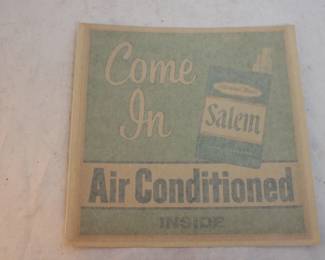 Come
In
Salem
Air Conditioned
INSIDE